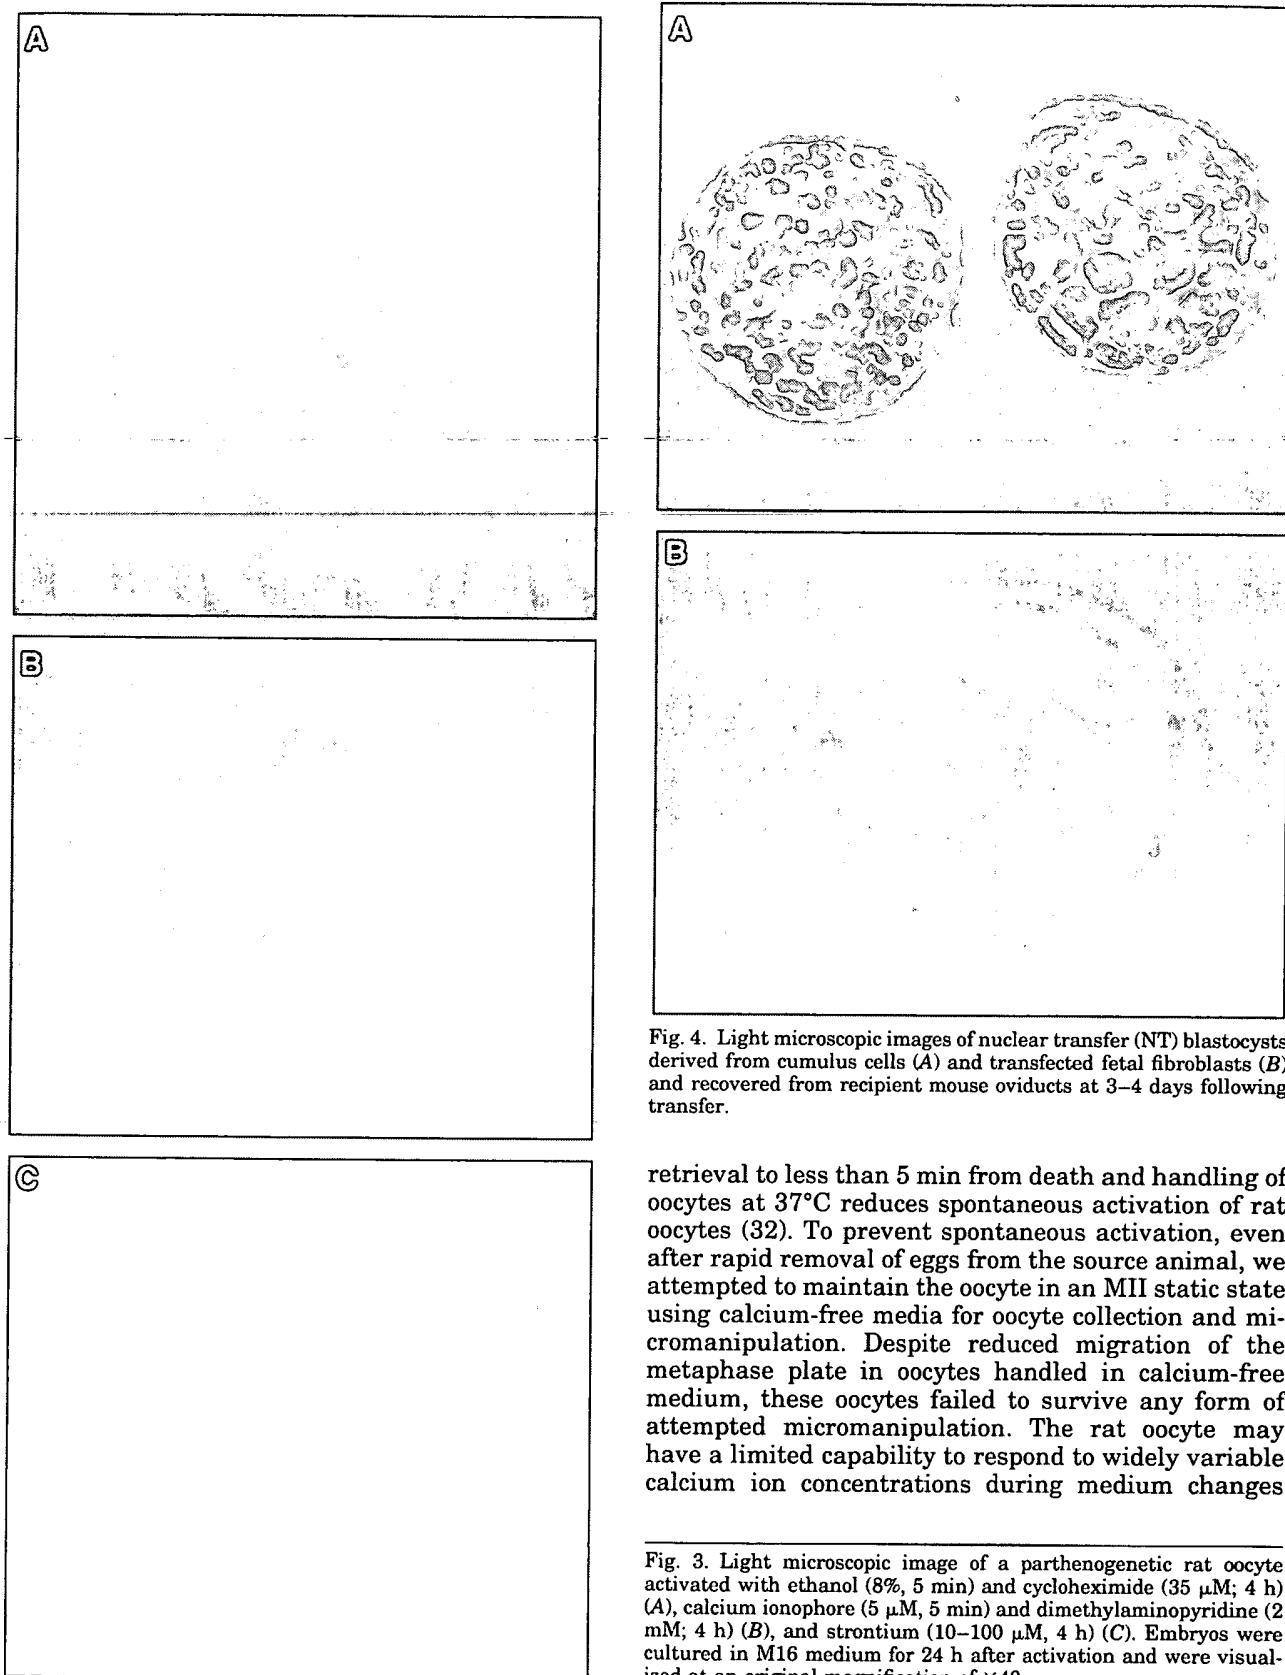 A
B
C
A
B
Fig. 4. Light microscopic images of nuclear transfer (NT) blastocysts
derived from cumulus cells (A) and transfected fetal fibroblasts (B)
and recovered from recipient mouse oviducts at 3–4 days following
transfer.
retrieval to less than 5 min from death and handling of
oocytes at 37°C reduces spontaneous activation of rat
oocytes (32). To prevent spontaneous activation, even
after rapid removal of eggs from the source animal, we
attempted to maintain the oocyte in an MII static state
using calcium-free media for oocyte collection and mi-
cromanipulation. Despite reduced migration of the
metaphase plate in oocytes handled in calcium-free
medium, these oocytes failed to survive any form of
attempted micromanipulation. The rat oocyte may
have a limited capability to respond to widely variable
calcium ion concentrations during medium changes
Fig. 3. Light microscopic image of a parthenogenetic rat oocyte
activated with ethanol (8%, 5 min) and cycloheximide (35 μM; 4 h)
(A), calcium ionophore (5 μM, 5 min) and dimethylaminopyridine (2
mM; 4 h) (B), and strontium (10–100 μM, 4 h) (C). Embryos were
cultured in M16 medium for 24 h after activation and were visual-
ized at an original magnification of ×40.